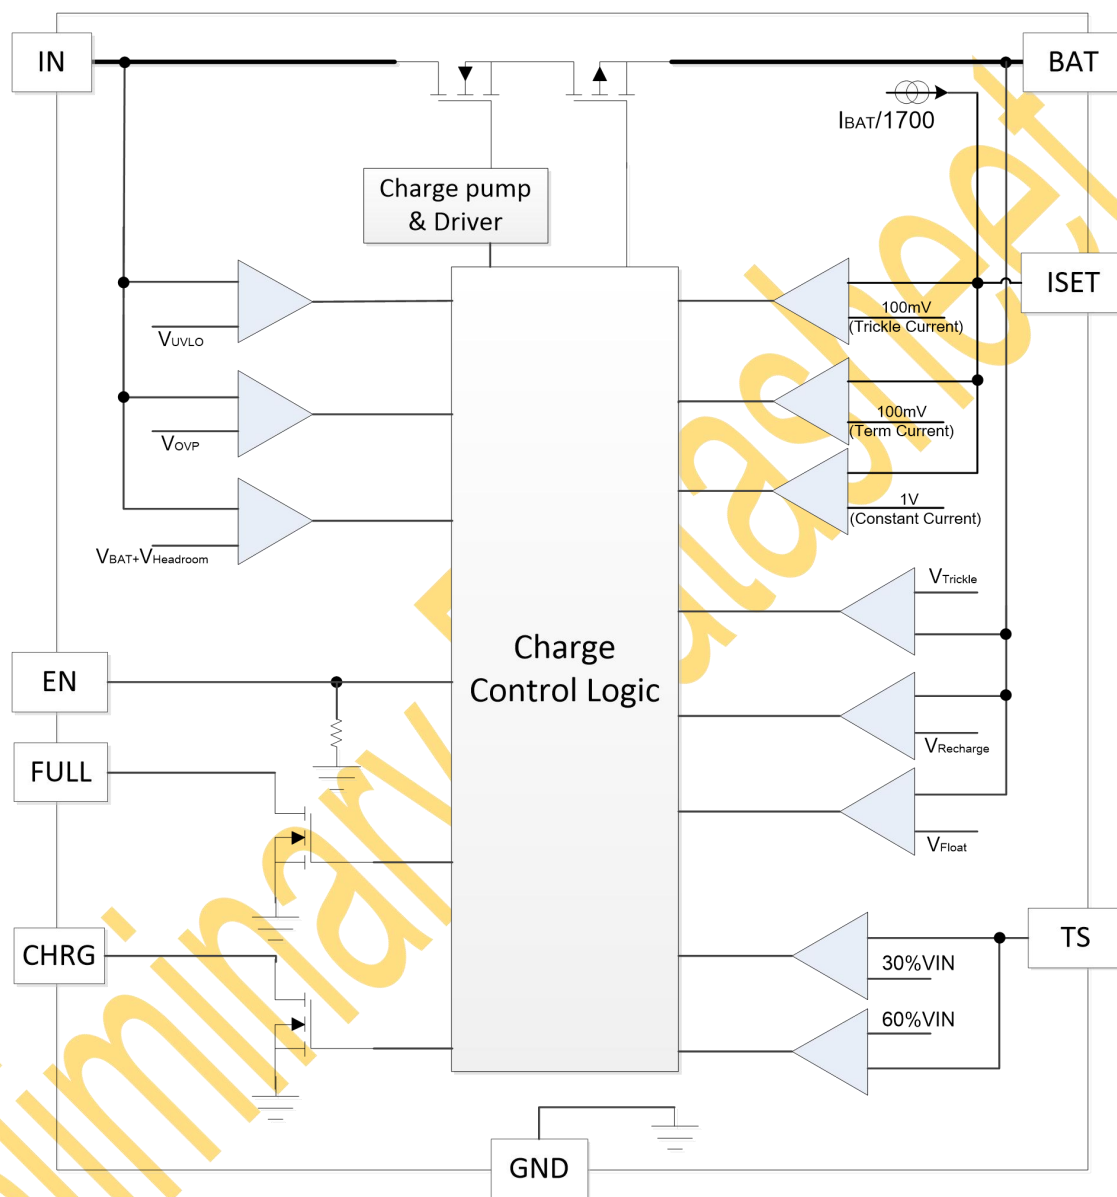 IN
BAT
IBAT/1700
Charge pump
& Driver
ISET
100mV
(Trickle Current)
VUVLO
100mV
(Term Current)
VOVP
1V
(Constant Current)
VBAT+VHeadroom
VTrickle
Charge
Control Logic
EN
VRecharge
FULL
VFloat
CHRG
TS
30%VIN
60%VIN
GND